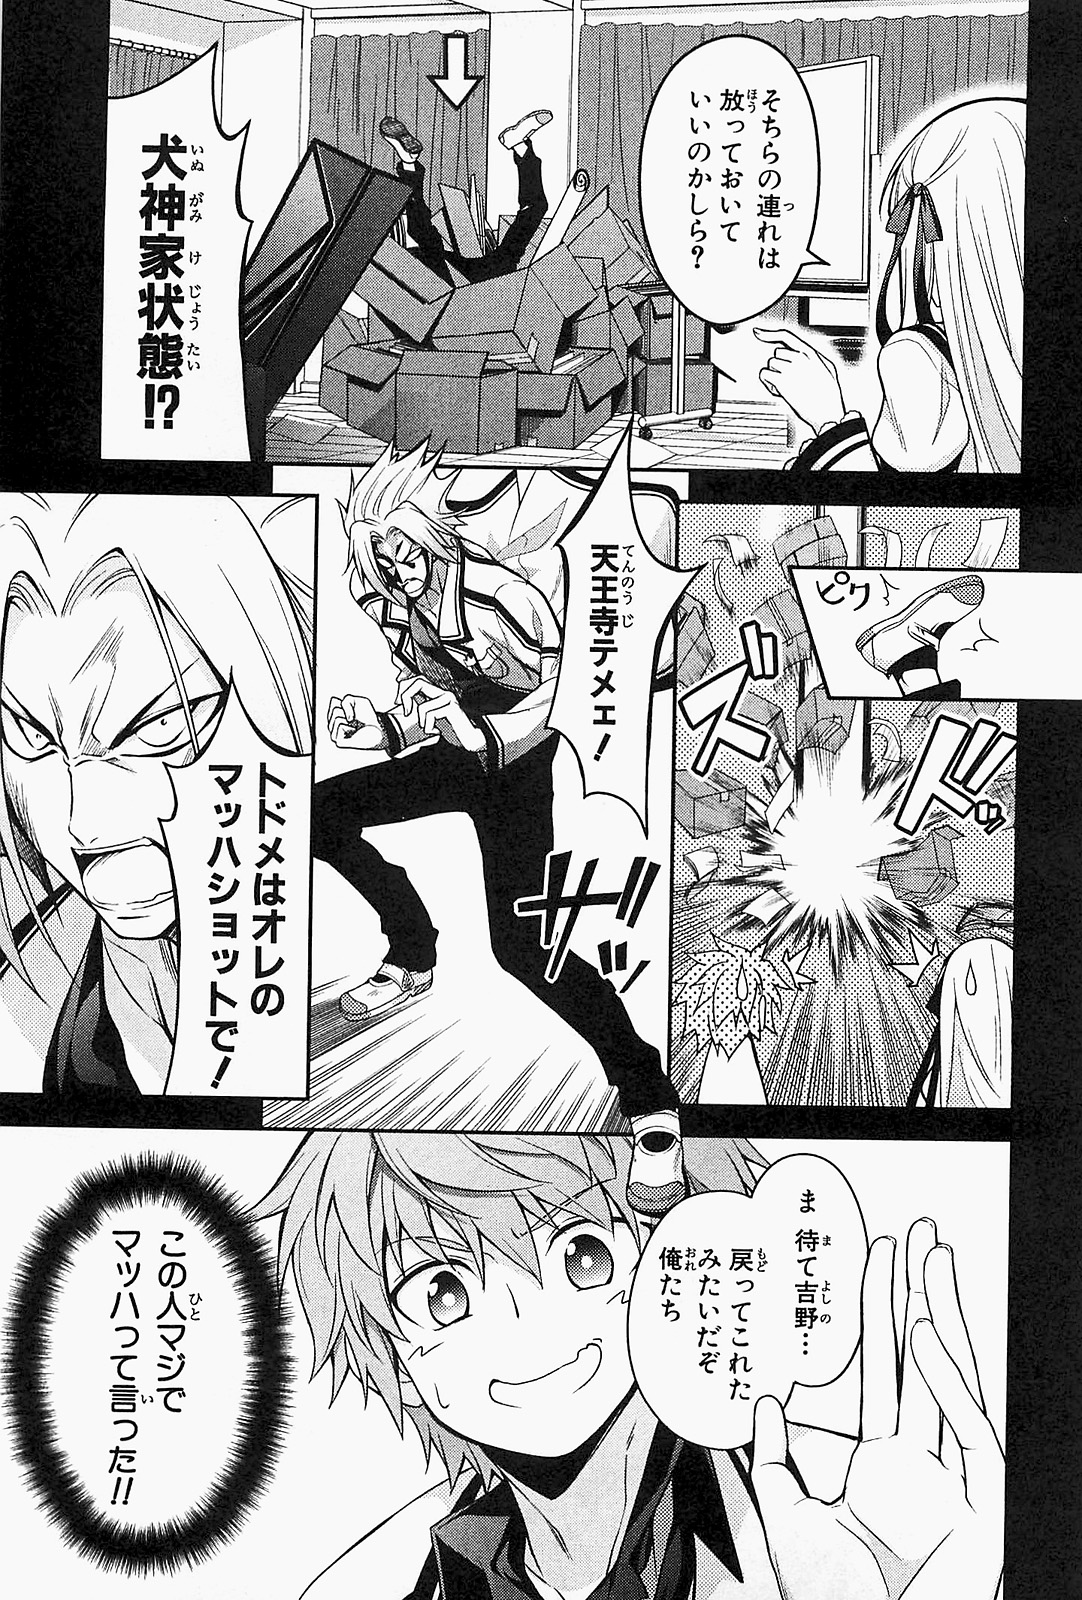 そちらの連れは
放っておいて
いいのかしら?
犬神家状態!?
ピク
ズ
ドッ
天王寺テメェ!
ザッ
トドメはオレの
マッハショットで!
ま 待て吉野…
戻ってこれた
みたいだぞ
俺たち
この人マジで
マッハって言った!!